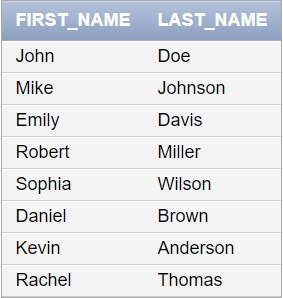 FIRST_NAME LAST_NAME
John Doe
Mike Johnson
Emily Davis
Robert Miller
Sophia Wilson
Daniel Brown
Kevin Anderson
Rachel Thomas